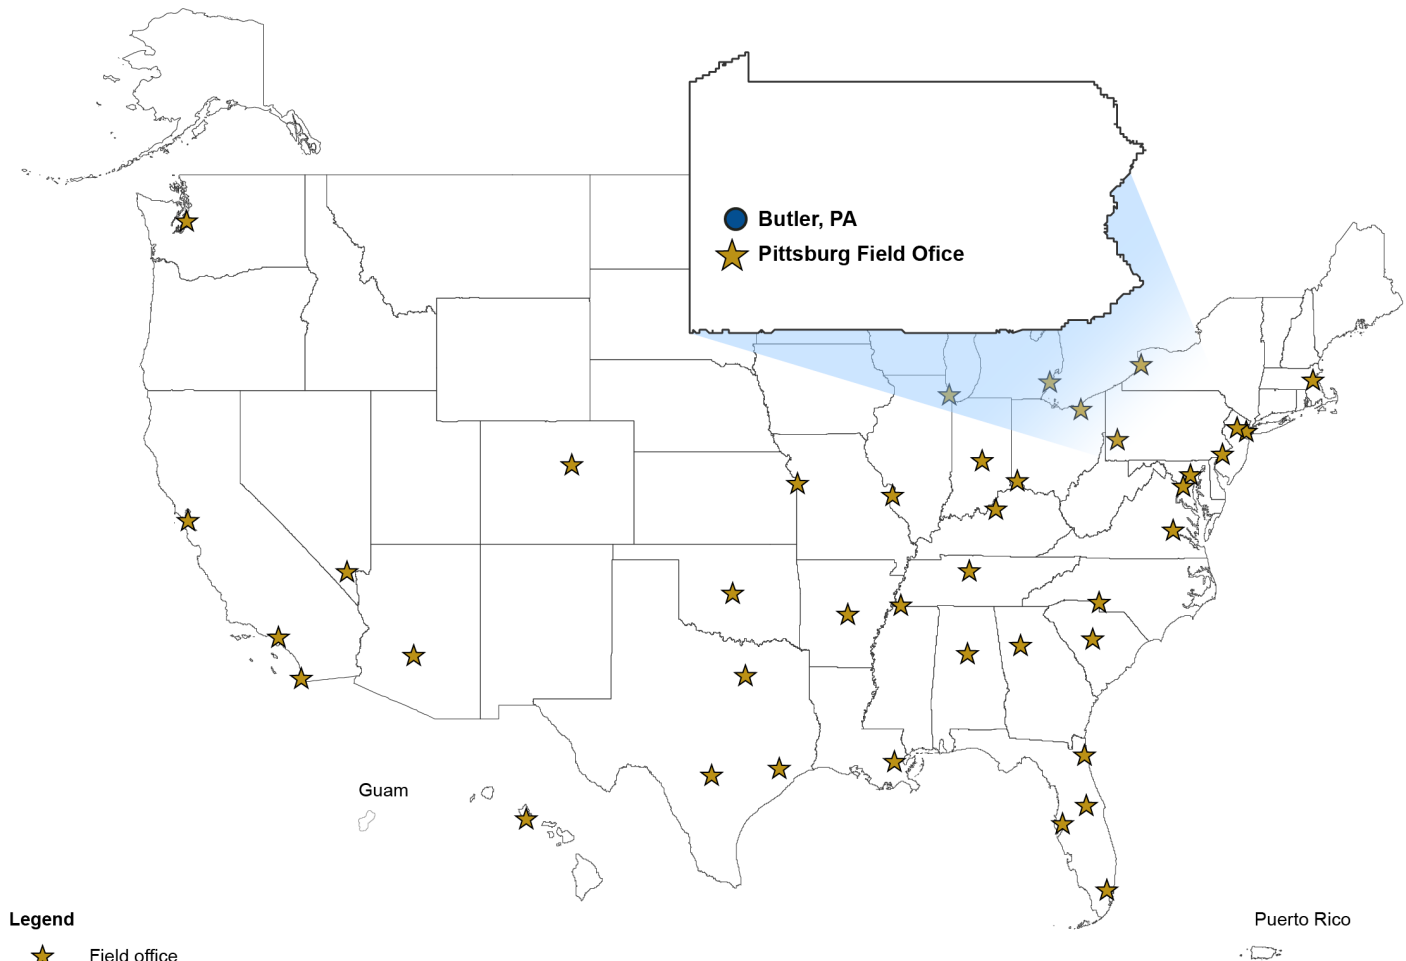 Butler, PA
Pittsburg Field Ofice
Guam
Legend
Puerto Rico
Field office